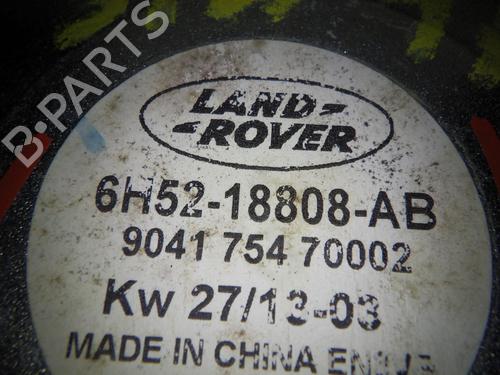 B-PARTS
LAND-
-ROVER
6H52-18808-AB
9041 754 70002
Kw 27/13-03
MADE IN CHINA